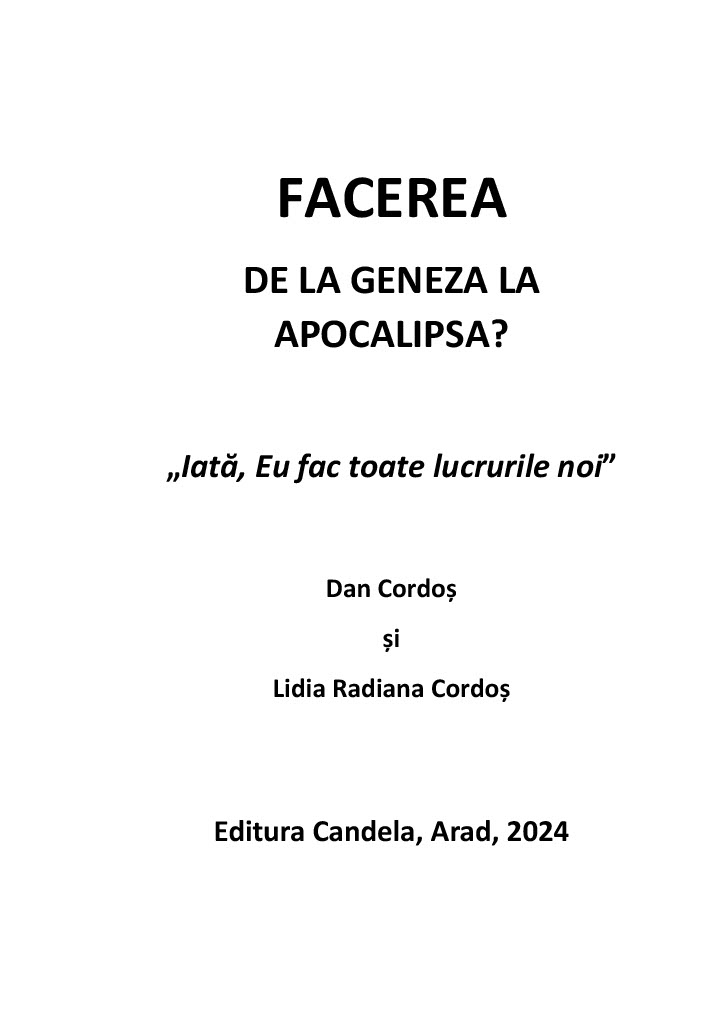 FACEREA
DE LA GENEZA LA
APOCALIPSA?
„Iată, Eu fac toate lucrurile noi”
Dan Cordoș
și
Lidia Radiana Cordoș
Editura Candela, Arad, 2024